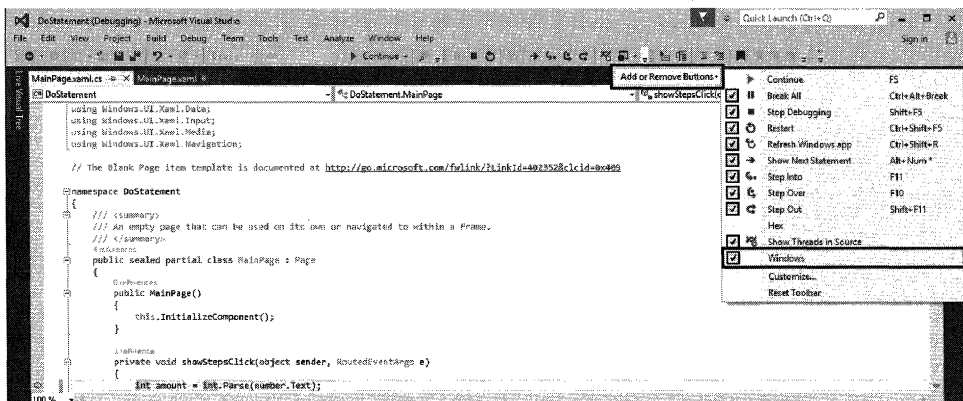 DoStatement (Debugging) - Microsoft Visual Studio
Quick Launch (Ctrl+Q)
File Edit View Project Build Debug Team Tools Test Analyze Window Help
Sign in
Continue
Live Visual Tree
MainPage.xaml.cs MainPage.xaml
Add or Remove Buttons
DoStatement DoStatement.MainPage showStepsClick(o
using Windows.UI.Xaml.Data;
using Windows.UI.Xaml.Input;
using Windows.UI.Xaml.Media;
using Windows.UI.Xaml.Navigation;
// The Blank Page item template is documented at http://go.microsoft.com/fwlink/?LinkId=402352&clcid=0x409
namespace DoStatement
{
/// <summary>
/// An empty page that can be used on its own or navigated to within a Frame.
/// </summary>
public sealed partial class MainPage : Page
{
0 references
public MainPage()
{
this.InitializeComponent();
}
1 reference
private void showStepsClick(object sender, RoutedEventArgs e)
{
int amount = int.Parse(number.Text);
100 %
Continue F5
Break All Ctrl+Alt+Break
Stop Debugging Shift+F5
Restart Ctrl+Shift+F5
Refresh Windows app Ctrl+Shift+R
Show Next Statement Alt+Num *
Step Into F11
Step Over F10
Step Out Shift+F11
Hex
Show Threads in Source
Windows
Customize...
Reset Toolbar